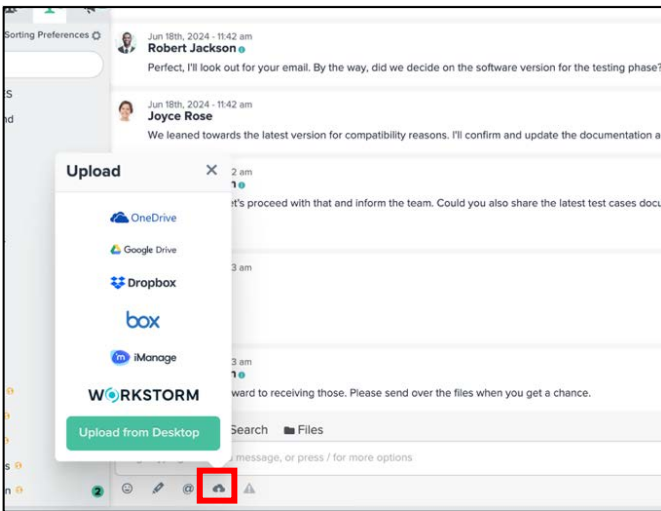 Sorting Preferences
Jun 18th, 2024 - 11:42 am
Robert Jackson
Perfect, I'll look out for your email. By the way, did we decide on the software version for the testing phase?
Jun 18th, 2024 - 11:42 am
Joyce Rose
We leaned towards the latest version for compatibility reasons. I'll confirm and update the documentation a
Upload
2 am
let's proceed with that and inform the team. Could you also share the latest test cases docu
OneDrive
Google Drive
3 am
Dropbox
box
iManage
3 am
WORKSTORM
ward to receiving those. Please send over the files when you get a chance.
Upload from Desktop
Search
Files
message, or press / for more options
@
2